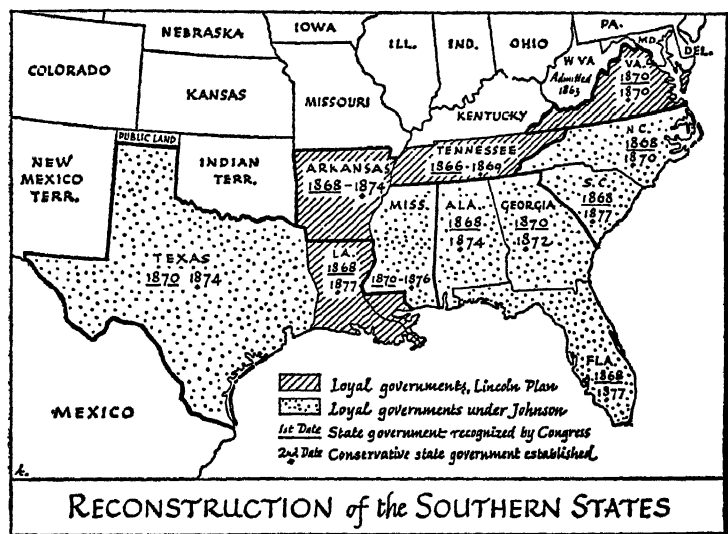 NEBRASKA
IOWA
ILL.
IND.
OHIO
PA.
MD.
DEL.
COLORADO
KANSAS
MISSOURI
KENTUCKY
W VA
Admitted
1863
VA.
1870
1870
PUBLIC LAND
NEW
MEXICO
TERR.
INDIAN
TERR.
ARKANSAS
1868-1874
TENNESSEE
1866-1869
N.C.
1868
1870
S.C.
1868
1877
MISS.
1870-1876
ALA.
1868
1874
GEORGIA
1870
1872
TEXAS
1870 1874
LA.
1868
1877
FLA.
1868
1877
MEXICO
Loyal governments, Lincoln Plan
Loyal governments under Johnson
1st Date State government recognized by Congress
2nd Date Conservative state government established
k.
RECONSTRUCTION of the SOUTHERN STATES